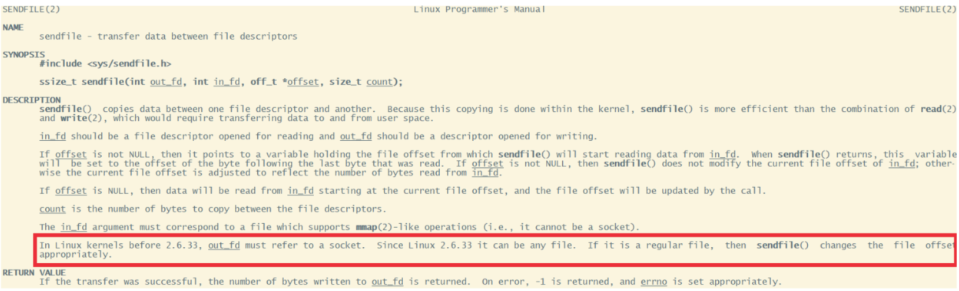 SENDFILE(2) Linux Programmer's Manual SENDFILE(2)
NAME
sendfile - transfer data between file descriptors
SYNOPSIS
#include <sys/sendfile.h>
ssize_t sendfile(int out_fd, int in_fd, off_t *offset, size_t count);
DESCRIPTION
sendfile() copies data between one file descriptor and another. Because this copying is done within the kernel, sendfile() is more efficient than the combination of read(2)
and write(2), which would require transferring data to and from user space.
in_fd should be a file descriptor opened for reading and out_fd should be a descriptor opened for writing.
If offset is not NULL, then it points to a variable holding the file offset from which sendfile() will start reading data from in_fd. When sendfile() returns, this variable
will be set to the offset of the byte following the last byte that was read. If offset is not NULL, then sendfile() does not modify the current file offset of in_fd; other-
wise the current file offset is adjusted to reflect the number of bytes read from in_fd.
If offset is NULL, then data will be read from in_fd starting at the current file offset, and the file offset will be updated by the call.
count is the number of bytes to copy between the file descriptors.
The in_fd argument must correspond to a file which supports mmap(2)-like operations (i.e., it cannot be a socket).
In Linux kernels before 2.6.33, out_fd must refer to a socket. Since Linux 2.6.33 it can be any file. If it is a regular file, then sendfile() changes the file offset
appropriately.
RETURN VALUE
If the transfer was successful, the number of bytes written to out_fd is returned. On error, -1 is returned, and errno is set appropriately.